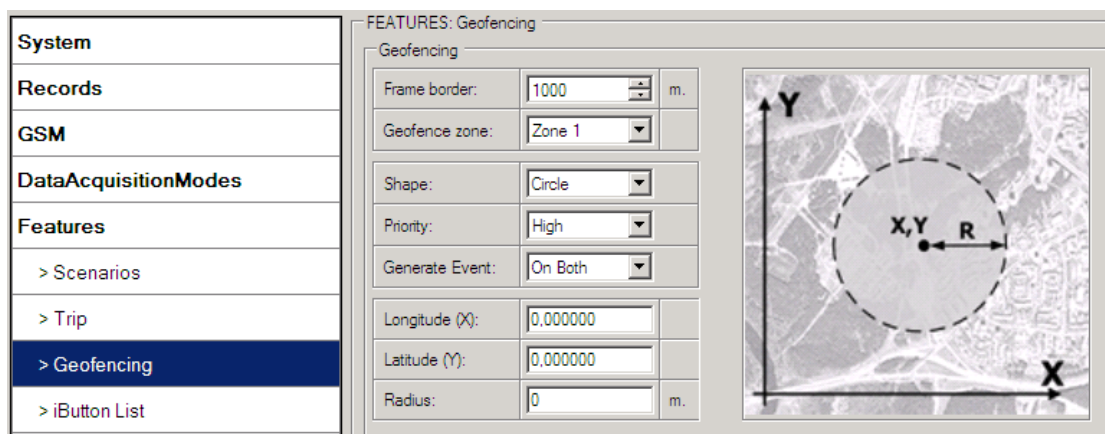 System
Records
GSM
DataAcquisitionModes
Features
> Scenarios
> Trip
> Geofencing
> iButton List
FEATURES: Geofencing
Geofencing
Frame border: 1000 m.
Geofence zone: Zone 1
Shape: Circle
Priority: High
Generate Event: On Both
Longitude (X): 0,000000
Latitude (Y): 0,000000
Radius: 0 m.
Y
X,Y R
X